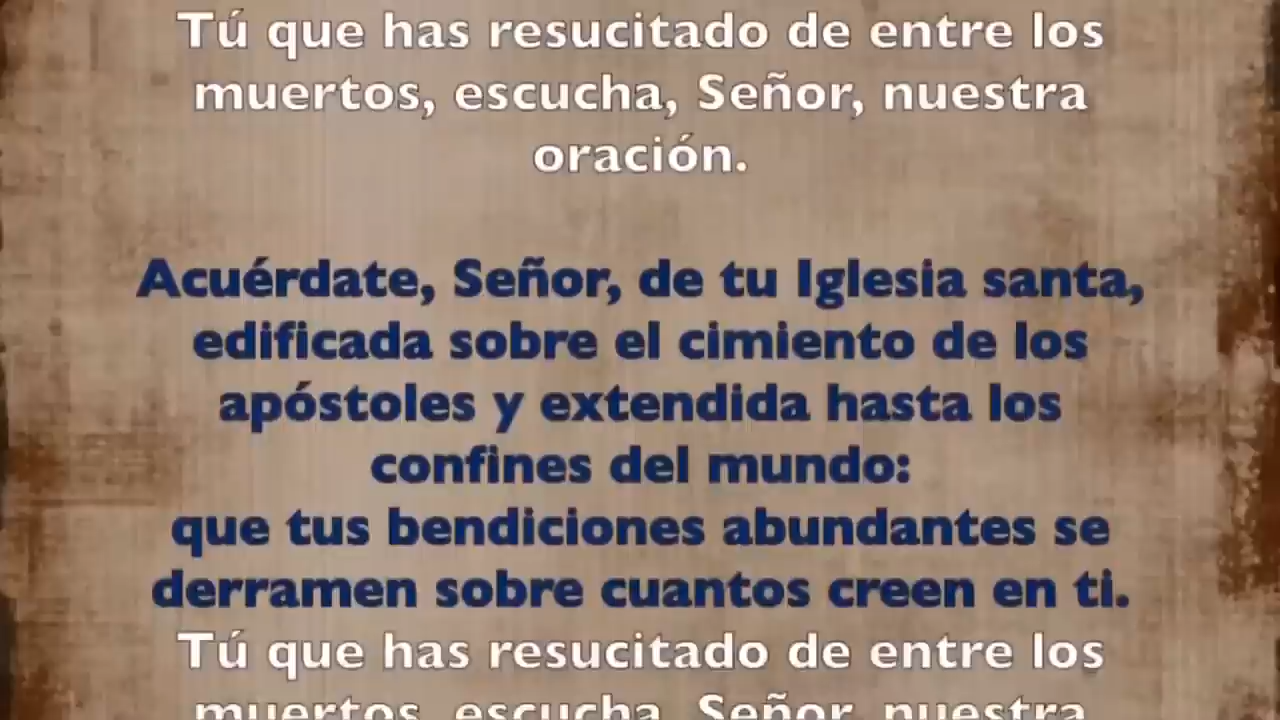 Tú que has resucitado de entre los
muertos, escucha, Señor, nuestra
oración.
Acuérdate, Señor, de tu Iglesia santa,
edificada sobre el cimiento de los
apóstoles y extendida hasta los
confines del mundo:
que tus bendiciones abundantes se
derramen sobre cuantos creen en ti.
Tú que has resucitado de entre los
muertos, escucha, Señor, nuestra